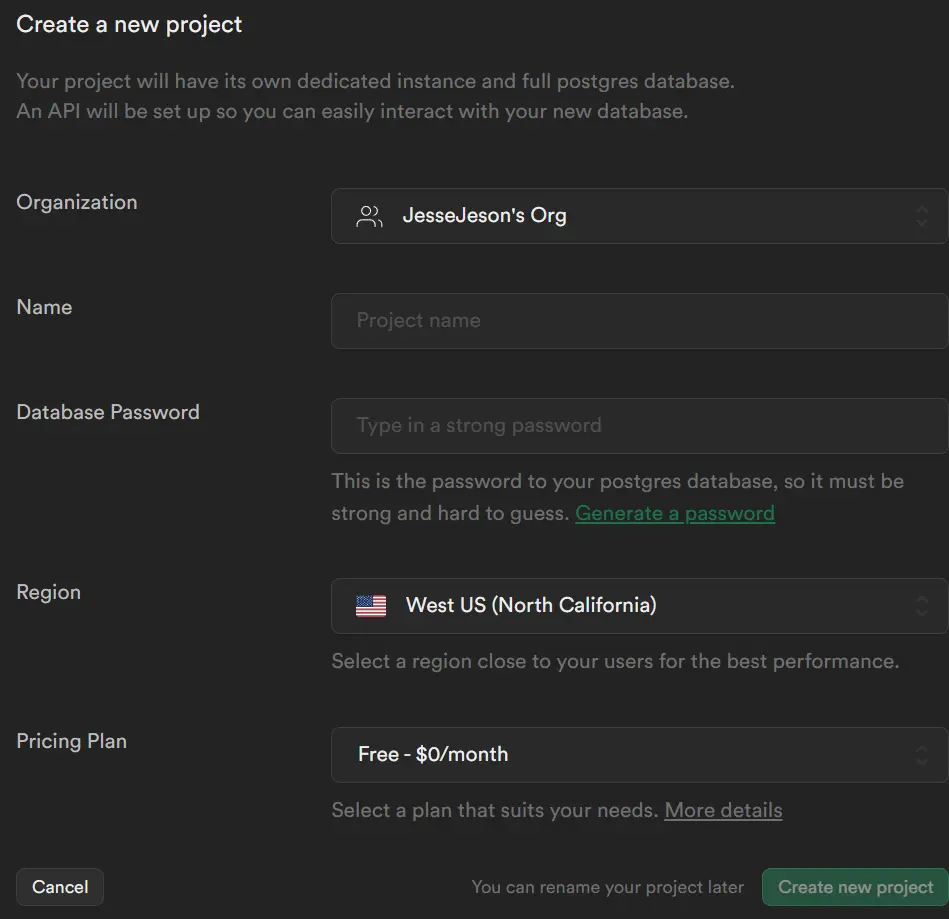 Create a new project
Your project will have its own dedicated instance and full postgres database.
An API will be set up so you can easily interact with your new database.
Organization
JesseJeson's Org
Name
Project name
Database Password
Type in a strong password
This is the password to your postgres database, so it must be
strong and hard to guess. Generate a password
Region
West US (North California)
Select a region close to your users for the best performance.
Pricing Plan
Free - $0/month
Select a plan that suits your needs. More details
Cancel
You can rename your project later
Create new project